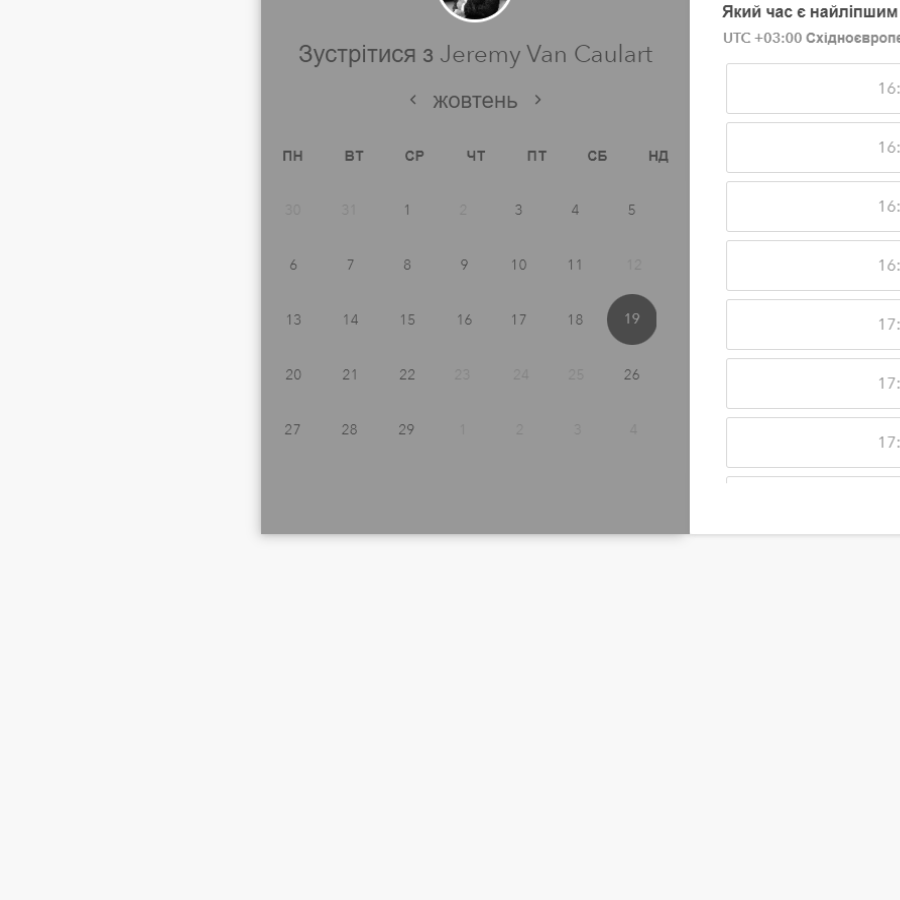 Зустрітися з Jeremy Van Caulart
‹ жовтень ›
ПН ВТ СР ЧТ ПТ СБ НД
30 31 1 2 3 4 5
6 7 8 9 10 11 12
13 14 15 16 17 18 19
20 21 22 23 24 25 26
27 28 29 1 2 3 4
Який час є найліпшим
UTC +03:00
16:
16:
16:
16:
17:
17:
17: